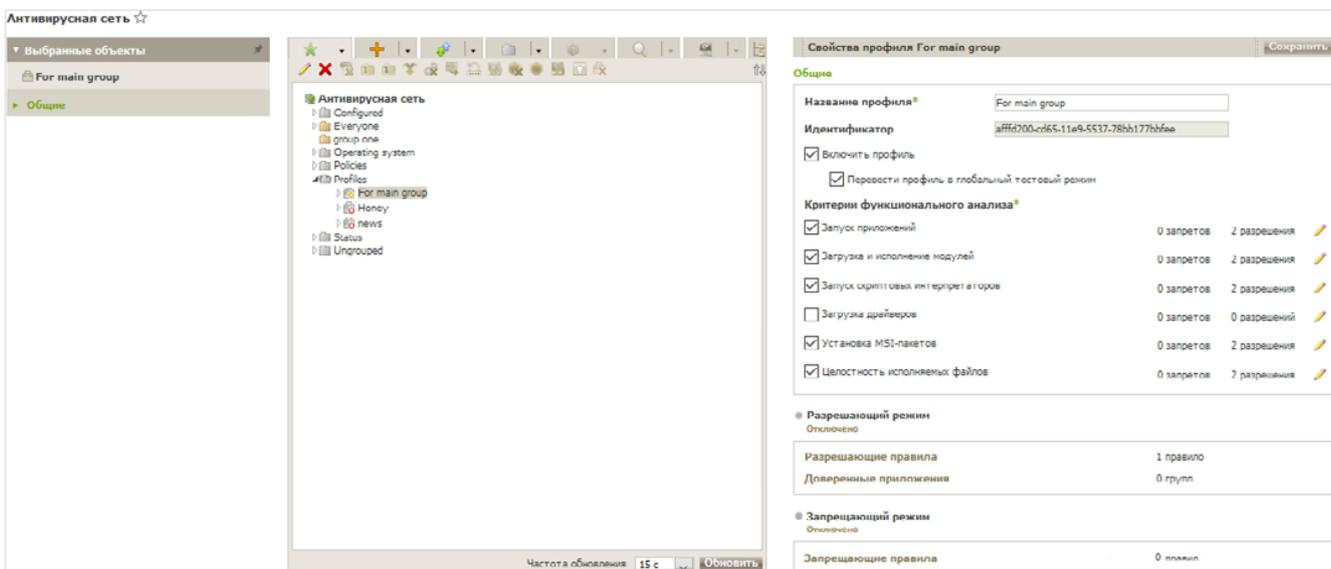 Антивирусная сеть
Выбранные объекты
For main group
Общие
Антивирусная сеть
Configured
Everyone
group one
Operating system
Policies
Profiles
For main group
Honey
news
Status
Ungrouped
Частота обновления 15 с Обновить
Свойства профиля For main group Сохранить
Общие
Название профиля* For main group
Идентификатор afffd200-cd65-11e9-5537-78bb177bbfee
Включить профиль
Перевести профиль в глобальный тестовый режим
Критерии функционального анализа*
Запуск приложений 0 запретов 2 разрешения
Загрузка и исполнение модулей 0 запретов 2 разрешения
Запуск скриптовых интерпретаторов 0 запретов 2 разрешения
Загрузка драйверов 0 запретов 0 разрешений
Установка MSI-пакетов 0 запретов 2 разрешения
Целостность исполняемых файлов 0 запретов 2 разрешения
Разрешающий режим
Отключено
Разрешающие правила 1 правило
Доверенные приложения 0 групп
Запрещающий режим
Отключено
Запрещающие правила 0 правил